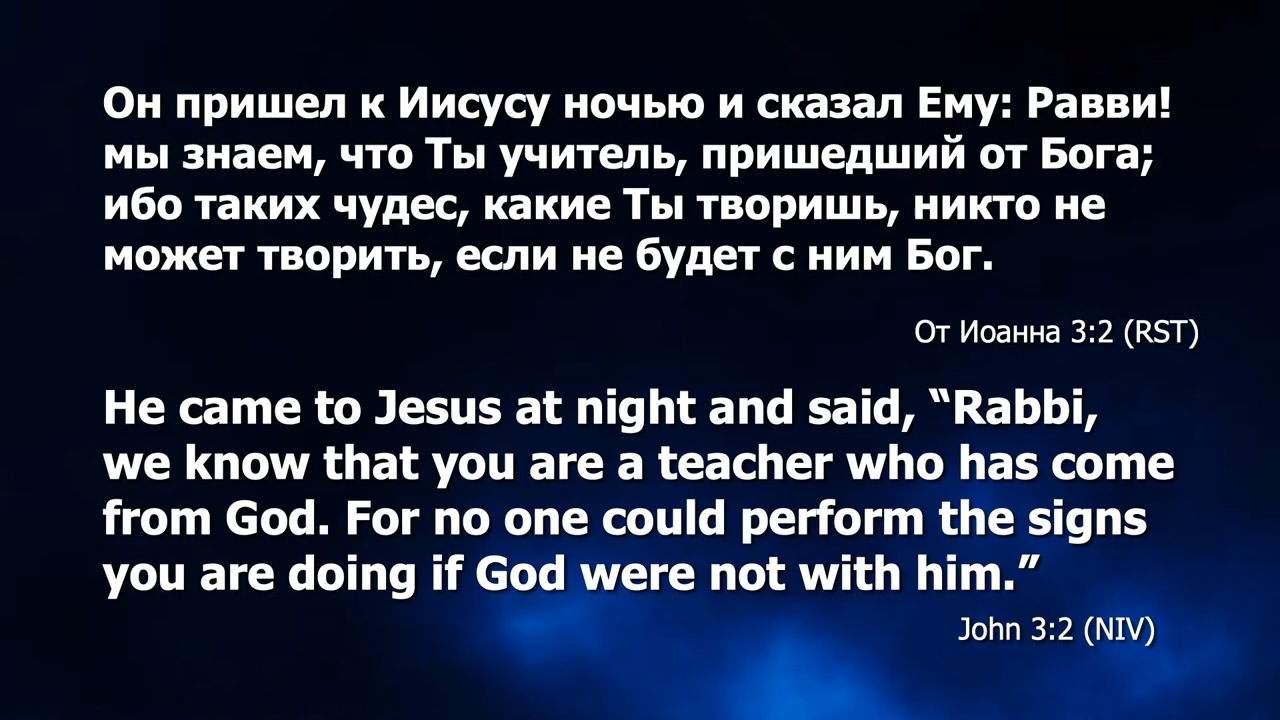 Он пришел к Иисусу ночью и сказал Ему: Равви!
мы знаем, что Ты учитель, пришедший от Бога;
ибо таких чудес, какие Ты творишь, никто не
может творить, если не будет с ним Бог.
От Иоанна 3:2 (RST)
He came to Jesus at night and said, “Rabbi,
we know that you are a teacher who has come
from God. For no one could perform the signs
you are doing if God were not with him.”
John 3:2 (NIV)